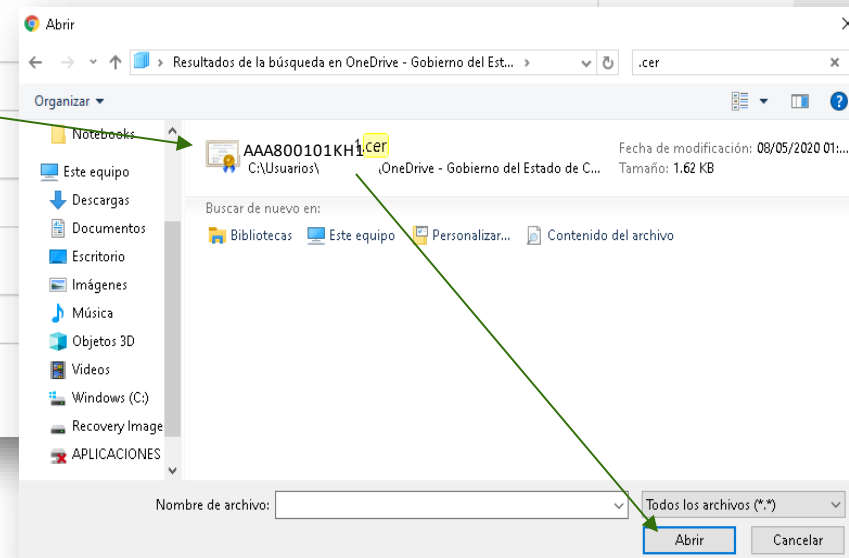 Abrir
Resultados de la búsqueda en OneDrive - Gobierno del Est...
.cer
Organizar
Notebooks
AAA800101KH1.cer
C:\Usuarios\ \OneDrive - Gobierno del Estado de C...
Fecha de modificación: 08/05/2020 01:...
Tamaño: 1.62 KB
Este equipo
Descargas
Documentos
Escritorio
Imágenes
Música
Objetos 3D
Videos
Windows (C:)
Recovery Image
APLICACIONES
Buscar de nuevo en:
Bibliotecas Este equipo Personalizar... Contenido del archivo
Nombre de archivo:
Todos los archivos (*.*)
Abrir Cancelar